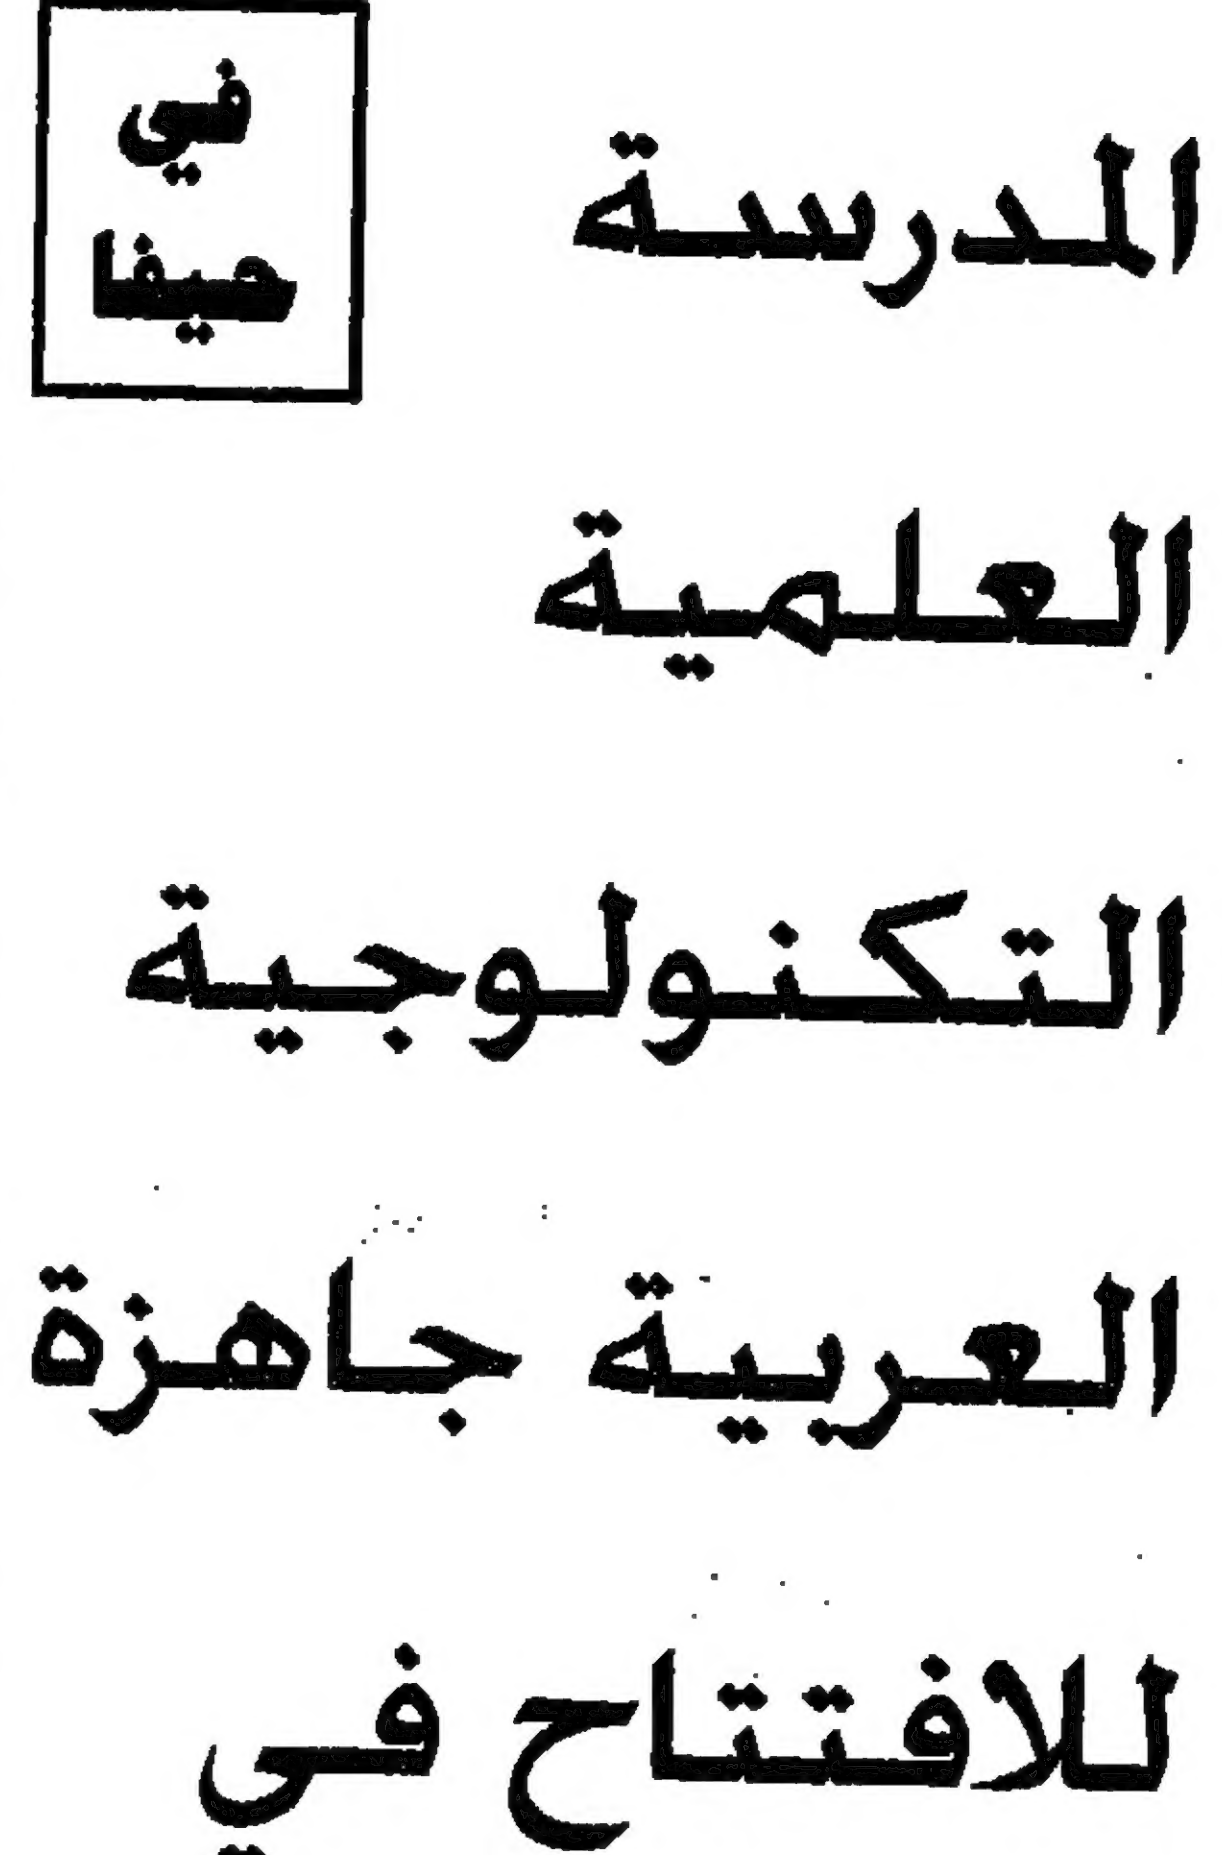 في
حيفا
المدرسة
العلمية
التكنولوجية
العربية جاهزة
للافتتاح في